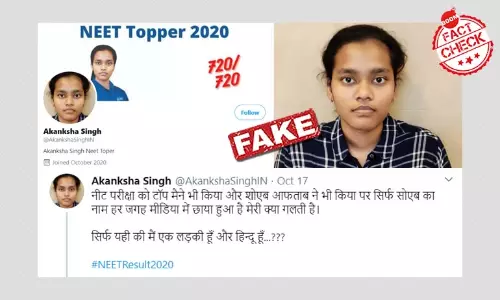 NEET Topper 2020
720/
720
BOOM
FACT
CHECK
Follow
Akanksha Singh
@AkankshaSinghIN
Akanksha Singh Neet Toper
Joined October 2020
FAKE
Akanksha Singh @AkankshaSinghIN · Oct 17
नीट परीक्षा को टॉप मैने भी किया और शोएब आफताब ने भी किया पर सिर्फ सोएब का
नाम हर जगह मीडिया में छाया हुआ है मेरी क्या गलती है।
सिर्फ यही की मैं एक लड़की हूँ और हिन्दू हूँ...???
#NEETResult2020